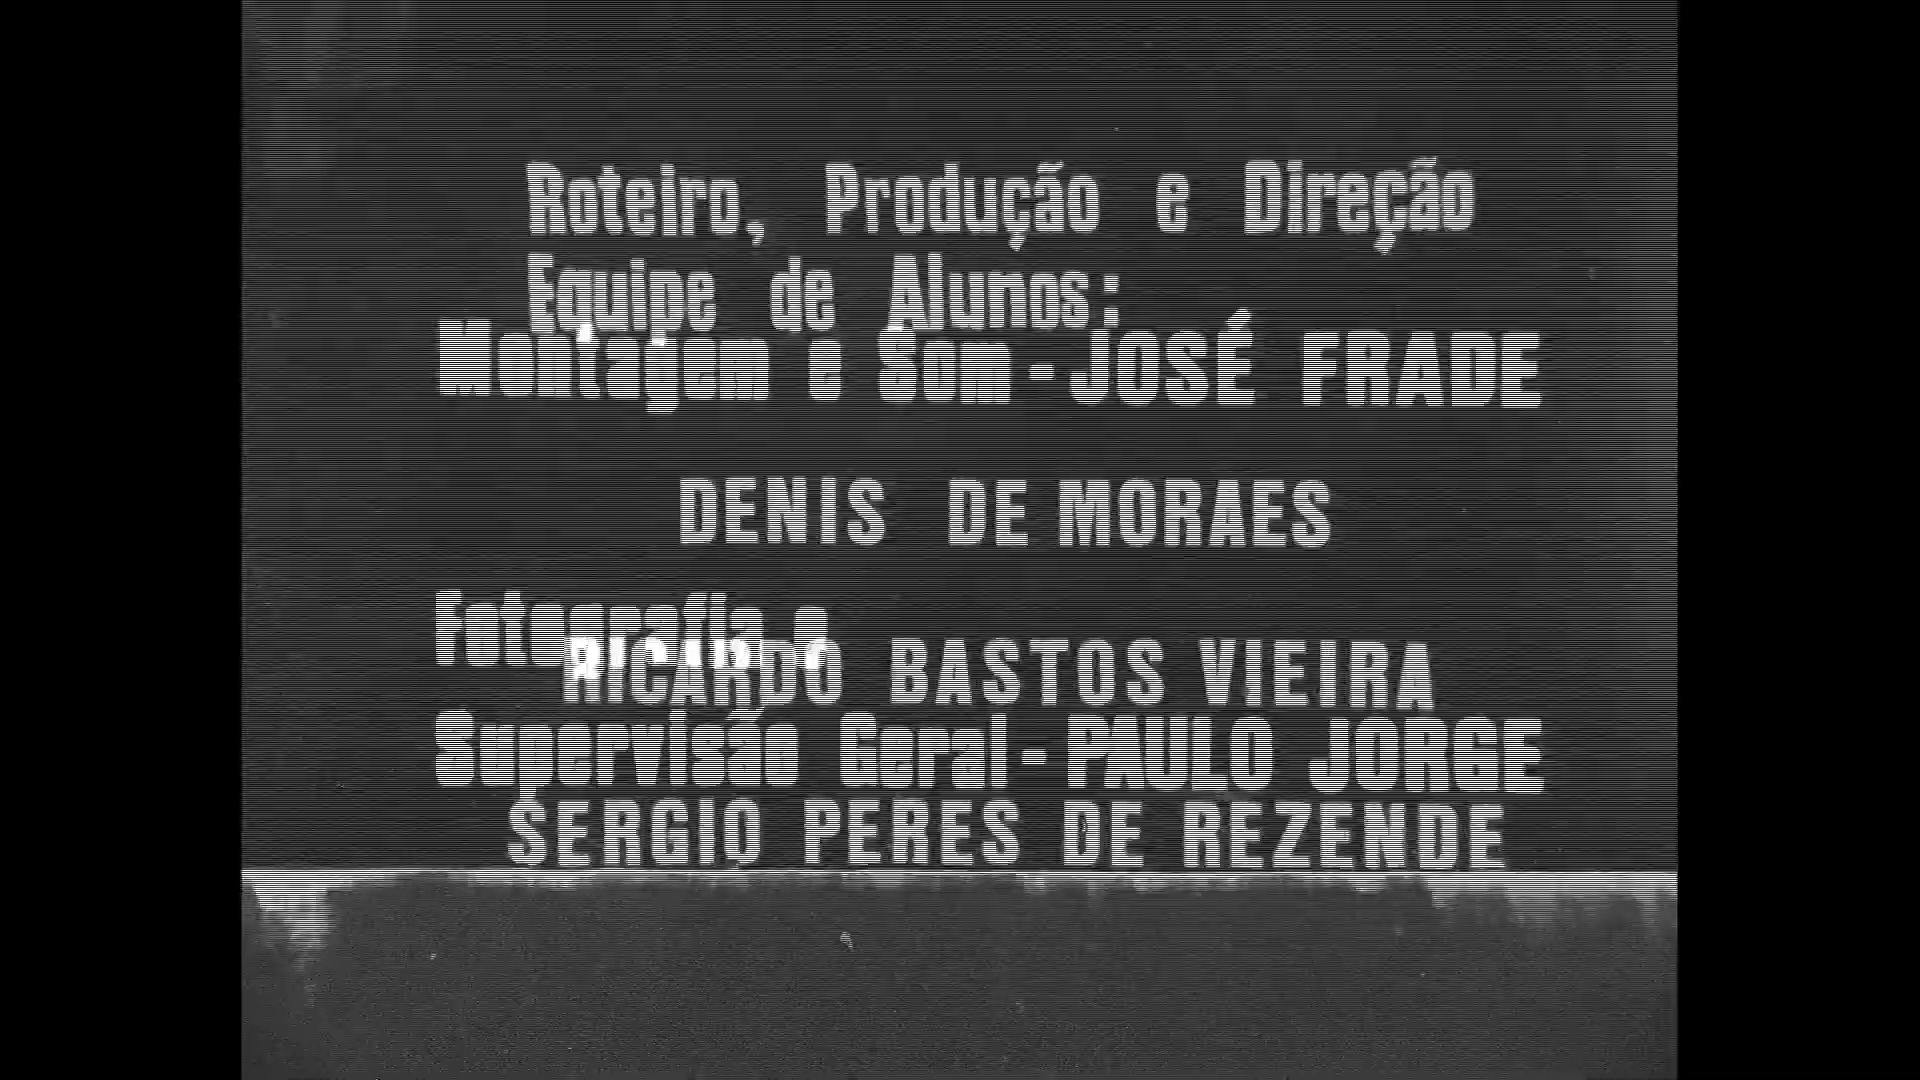 Roteiro, Produção e Direção
Equipe de Alunos:
Montagem e Som - JOSÉ FRADE
DENIS DE MORAES
Fotografia e
RICARDO BASTOS VIEIRA
Supervisão Geral - PAULO JORGE
SERGIO PERES DE REZENDE